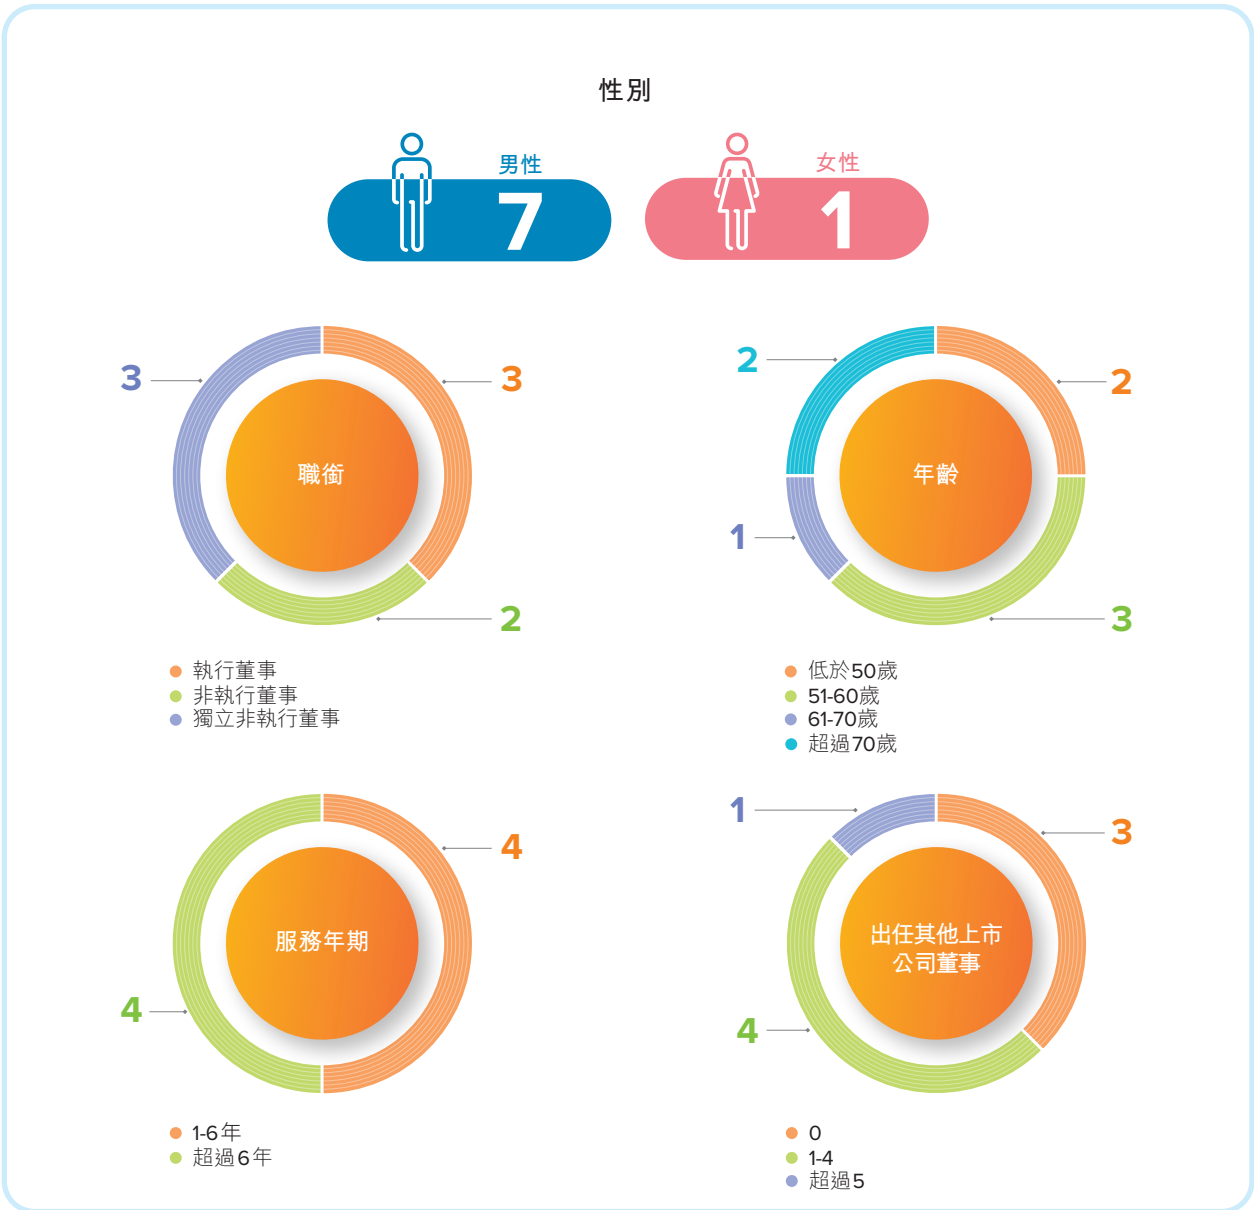 性別
男性
7
女性
1
3
3
職銜
2
執行董事
非執行董事
獨立非執行董事
2
2
年齡
1
3
低於50歲
51-60歲
61-70歲
超過70歲
4
服務年期
4
1-6年
超過6年
1
3
出任其他上市
公司董事
4
0
1-4
超過5